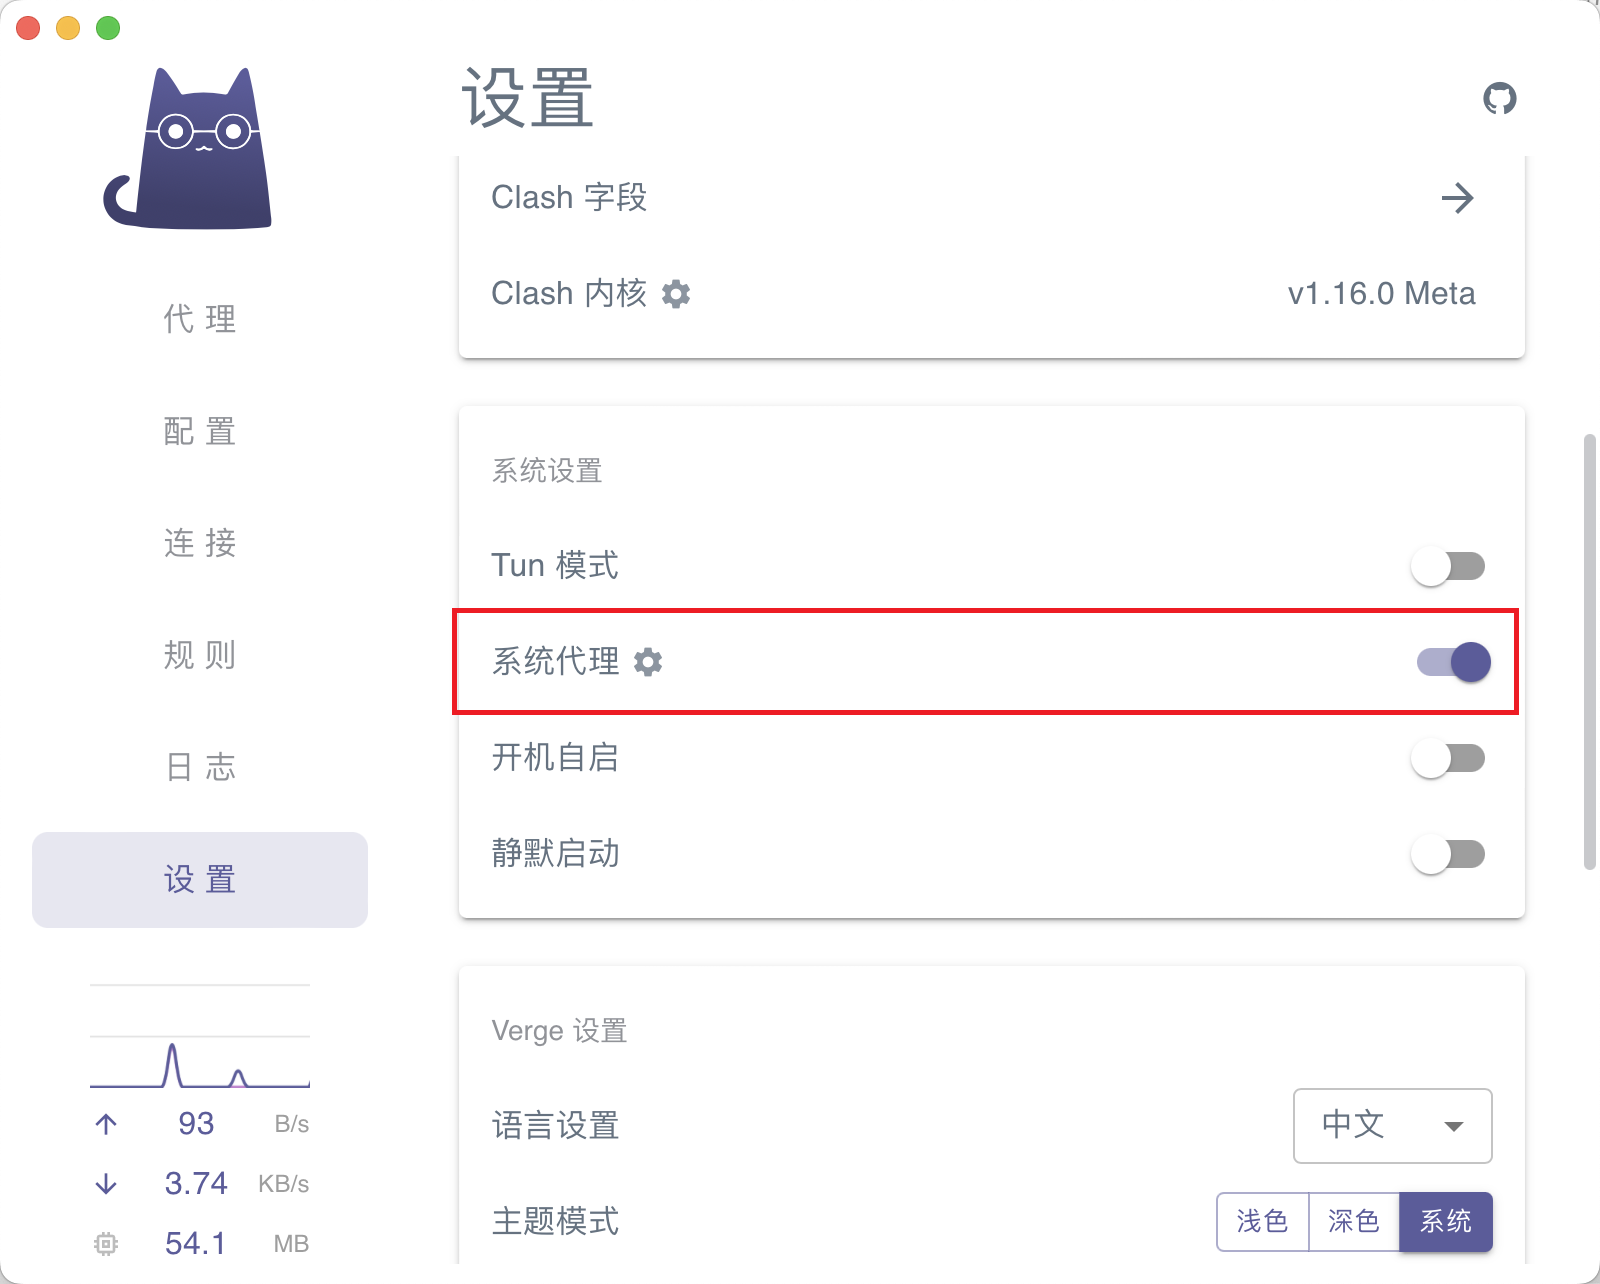 设置
Clash 字段
Clash 内核
v1.16.0 Meta
代理
配置
连接
规则
日志
设置
93 B/s
3.74 KB/s
54.1 MB
系统设置
Tun 模式
系统代理
开机自启
静默启动
Verge 设置
语言设置
中文
主题模式
浅色 深色 系统